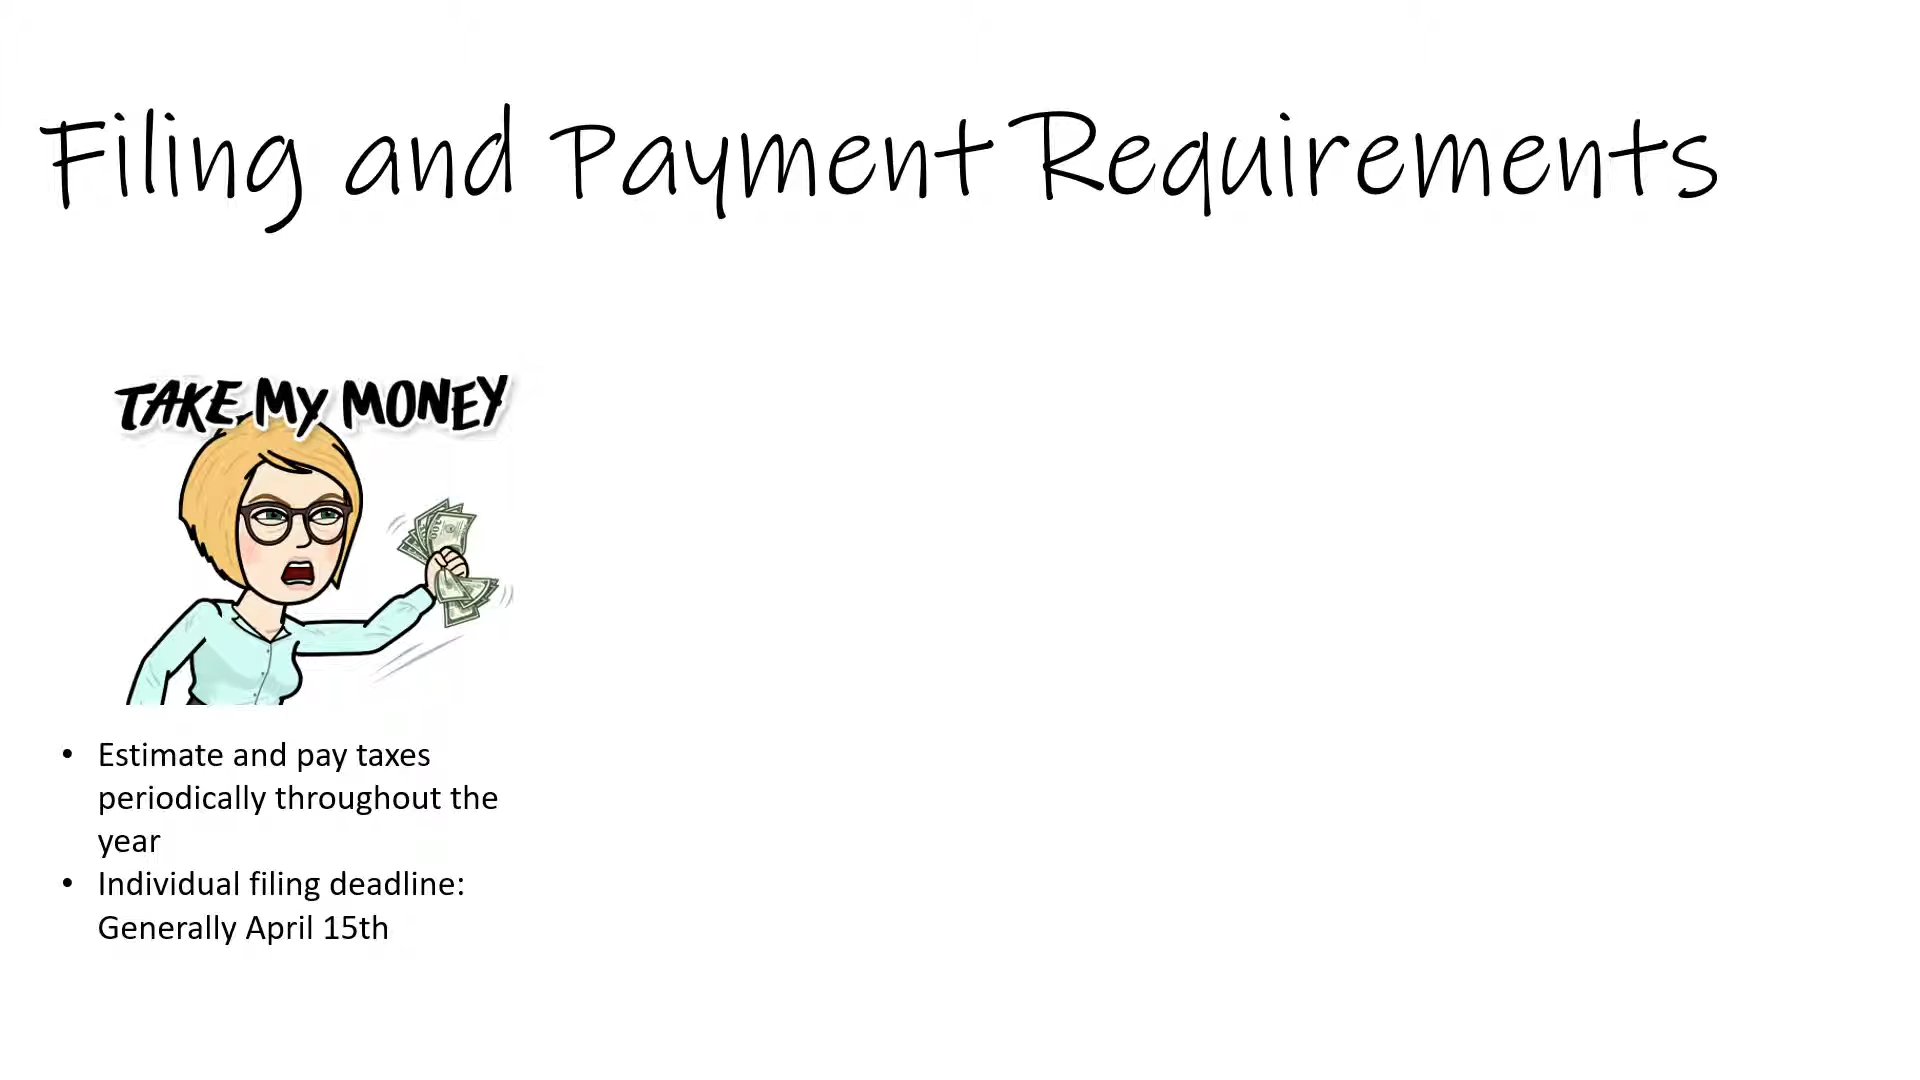 Filing and Payment Requirements
TAKE MY MONEY
• Estimate and pay taxes
periodically throughout the
year
• Individual filing deadline:
Generally April 15th